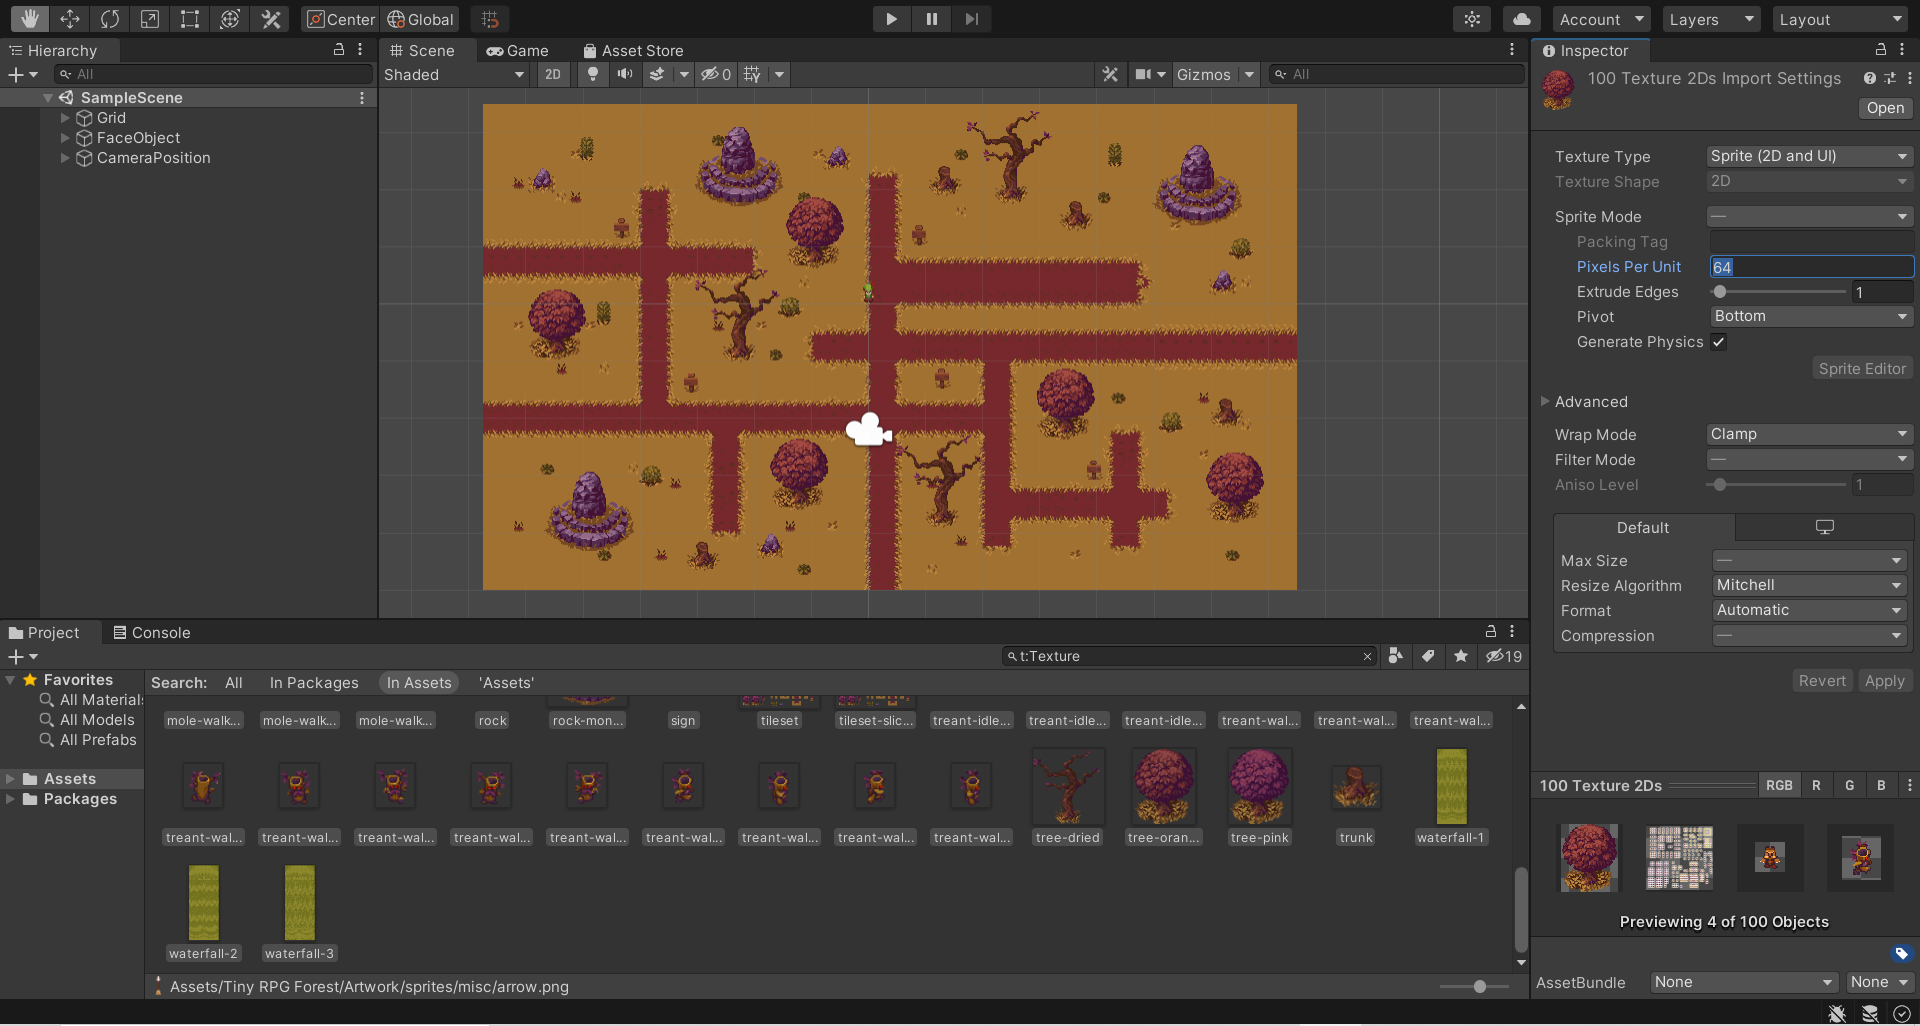 Center
Global
Account
Layers
Layout
Hierarchy
All
SampleScene
Grid
FaceObject
CameraPosition
Scene
Game
Asset Store
Shaded
2D
0
Gizmos
All
Inspector
100 Texture 2Ds Import Settings
Open
Texture Type
Sprite (2D and UI)
Texture Shape
2D
Sprite Mode
—
Packing Tag
Pixels Per Unit
64
Extrude Edges
1
Pivot
Bottom
Generate Physics
Sprite Editor
Advanced
Wrap Mode
Clamp
Filter Mode
—
Aniso Level
1
Default
Max Size
—
Resize Algorithm
Mitchell
Format
Automatic
Compression
—
Revert
Apply
Project
Console
t:Texture
19
Favorites
All Materials
All Models
All Prefabs
Assets
Packages
Search:
All
In Packages
In Assets
'Assets'
mole-walk...
mole-walk...
mole-walk...
rock
rock-mon...
sign
tileset
tileset-slic...
treant-idle...
treant-idle...
treant-idle...
treant-wal...
treant-wal...
treant-wal...
treant-wal...
treant-wal...
treant-wal...
treant-wal...
treant-wal...
treant-wal...
treant-wal...
treant-wal...
treant-wal...
tree-dried
tree-oran...
tree-pink
trunk
waterfall-1
waterfall-2
waterfall-3
Assets/Tiny RPG Forest/Artwork/sprites/misc/arrow.png
100 Texture 2Ds
RGB
R
G
B
Previewing 4 of 100 Objects
AssetBundle
None
None